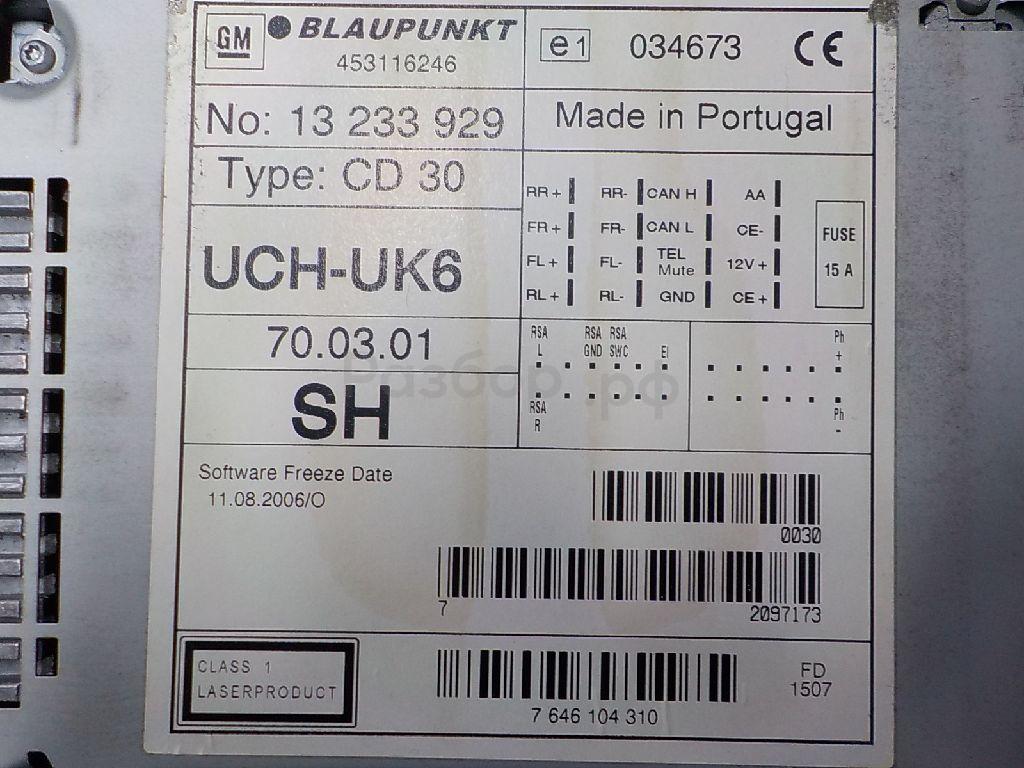 GM BLAUPUNKT
453116246
e1 034673 CE
No: 13 233 929
Made in Portugal
Type: CD 30
UCH-UK6
70.03.01
SH
RR+ RR- CAN H AA
FR+ FR- CAN L CE-
FL+ FL- TEL Mute 12V+
RL+ RL- GND CE+
FUSE
15 A
RSA L RSA GND RSA SWC EI Ph +
RSA R Ph -
Разбор.рф
Software Freeze Date
11.08.2006/O
0030
7 2097173
CLASS 1
LASERPRODUCT
7 646 104 310
FD
1507